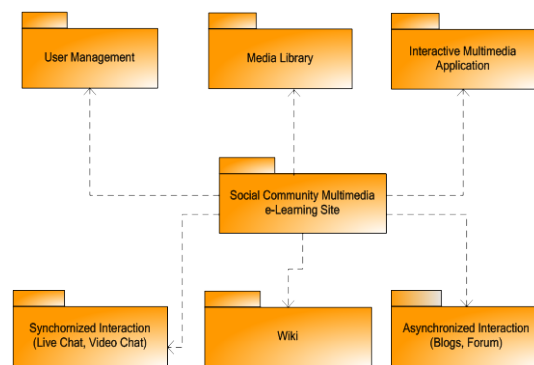 User Management
Media Library
Interactive Multimedia
Application
Social Community Multimedia
e-Learning Site
Synchornized Interaction
(Live Chat, Video Chat)
Wiki
Asynchronized Interaction
(Blogs, Forum)